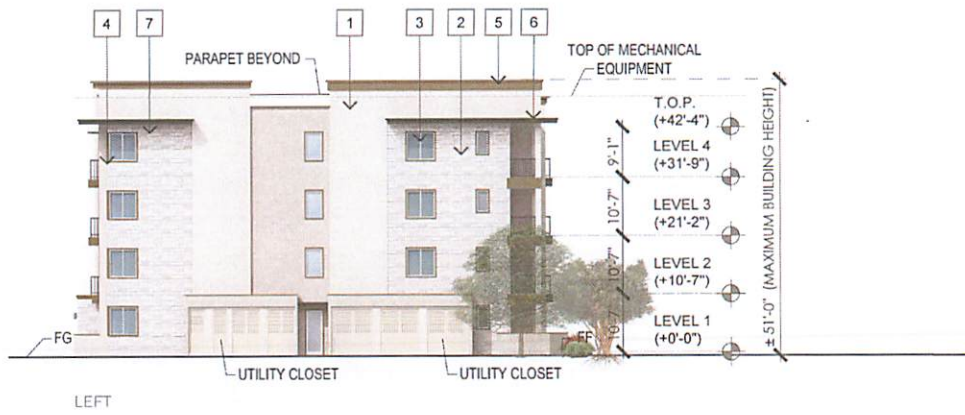 4 7 1 3 2 5 6
PARAPET BEYOND
TOP OF MECHANICAL
EQUIPMENT
T.O.P.
(+42'-4")
9'-1"
LEVEL 4
(+31'-9")
10'-7"
LEVEL 3
(+21'-2")
10'-7"
LEVEL 2
(+10'-7")
10'-7"
LEVEL 1
(+0'-0")
±51'-0" (MAXIMUM BUILDING HEIGHT)
FG
FF
UTILITY CLOSET
UTILITY CLOSET
LEFT